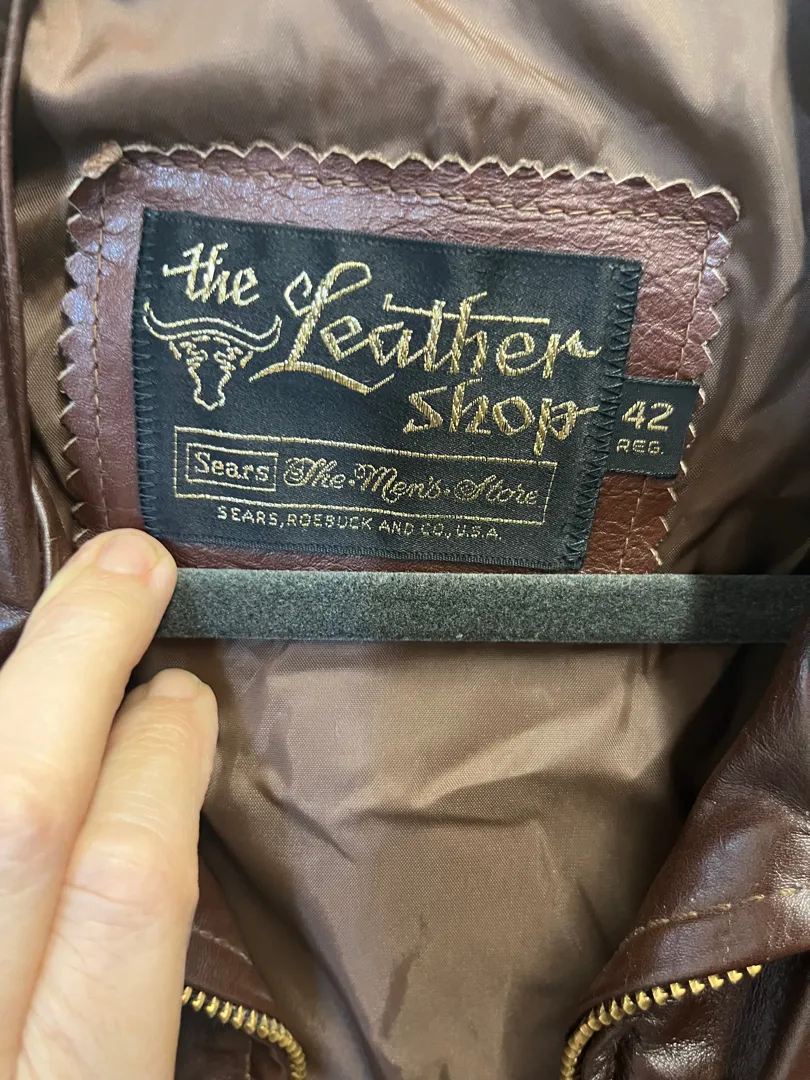 the
Leather
Shop
42
REG.
Sears The Men's Store
SEARS, ROEBUCK AND CO., U.S.A.